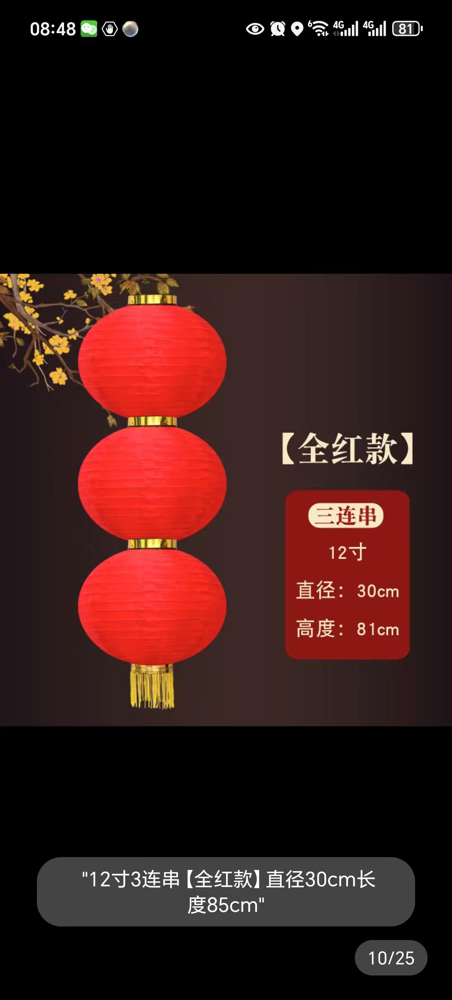 08:48
6 4G 4G 81
【全红款】
三连串
12寸
直径：30cm
高度：81cm
"12寸3连串【全红款】直径30cm长
度85cm"
10/25